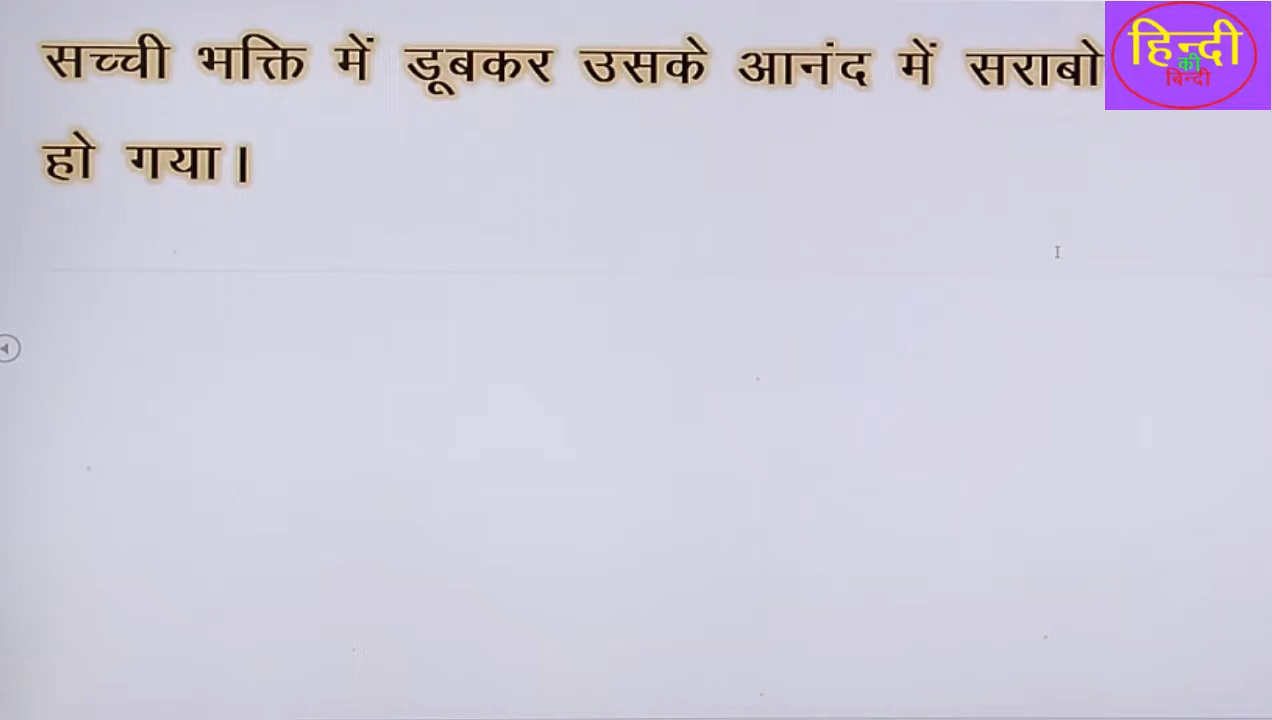 सच्ची भक्ति में डूबकर उसके आनंद में सराबो
हो गया।
हिन्दी
की
बिन्दी